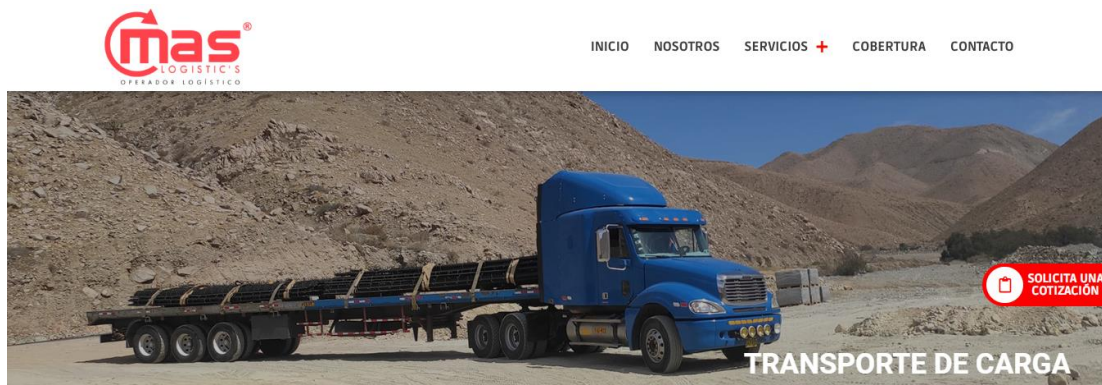 mas®
LOGISTIC'S
OPERADOR LOGÍSTICO
INICIO NOSOTROS SERVICIOS + COBERTURA CONTACTO
SOLICITA UNA
COTIZACIÓN
TRANSPORTE DE CARGA